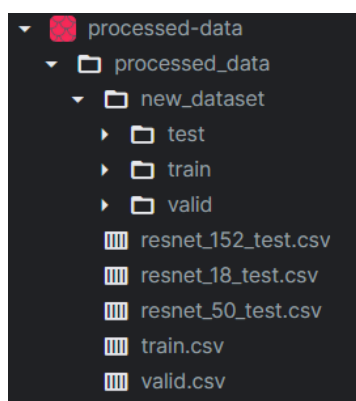 processed-data
processed_data
new_dataset
test
train
valid
resnet_152_test.csv
resnet_18_test.csv
resnet_50_test.csv
train.csv
valid.csv